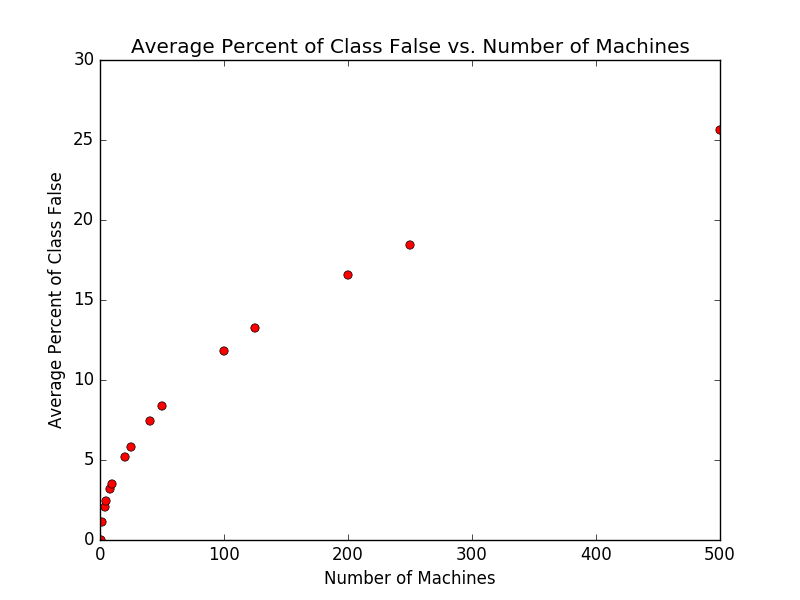 Average Percent of Class False vs. Number of Machines
30
25
20
15
10
5
0
Average Percent of Class False
0 100 200 300 400 500
Number of Machines